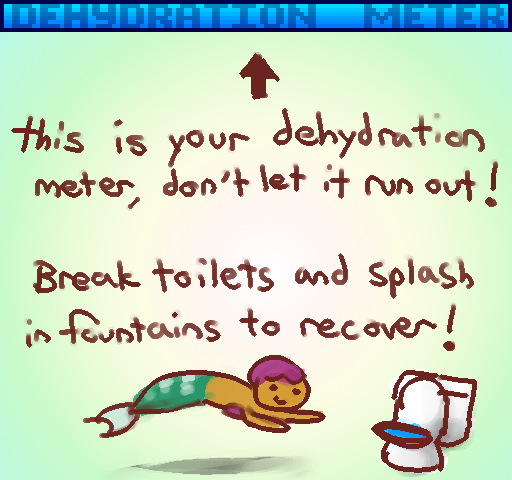 DEHYDRATION METER
this is your dehydration
meter, don't let it run out!
Break toilets and splash
in fountains to recover!